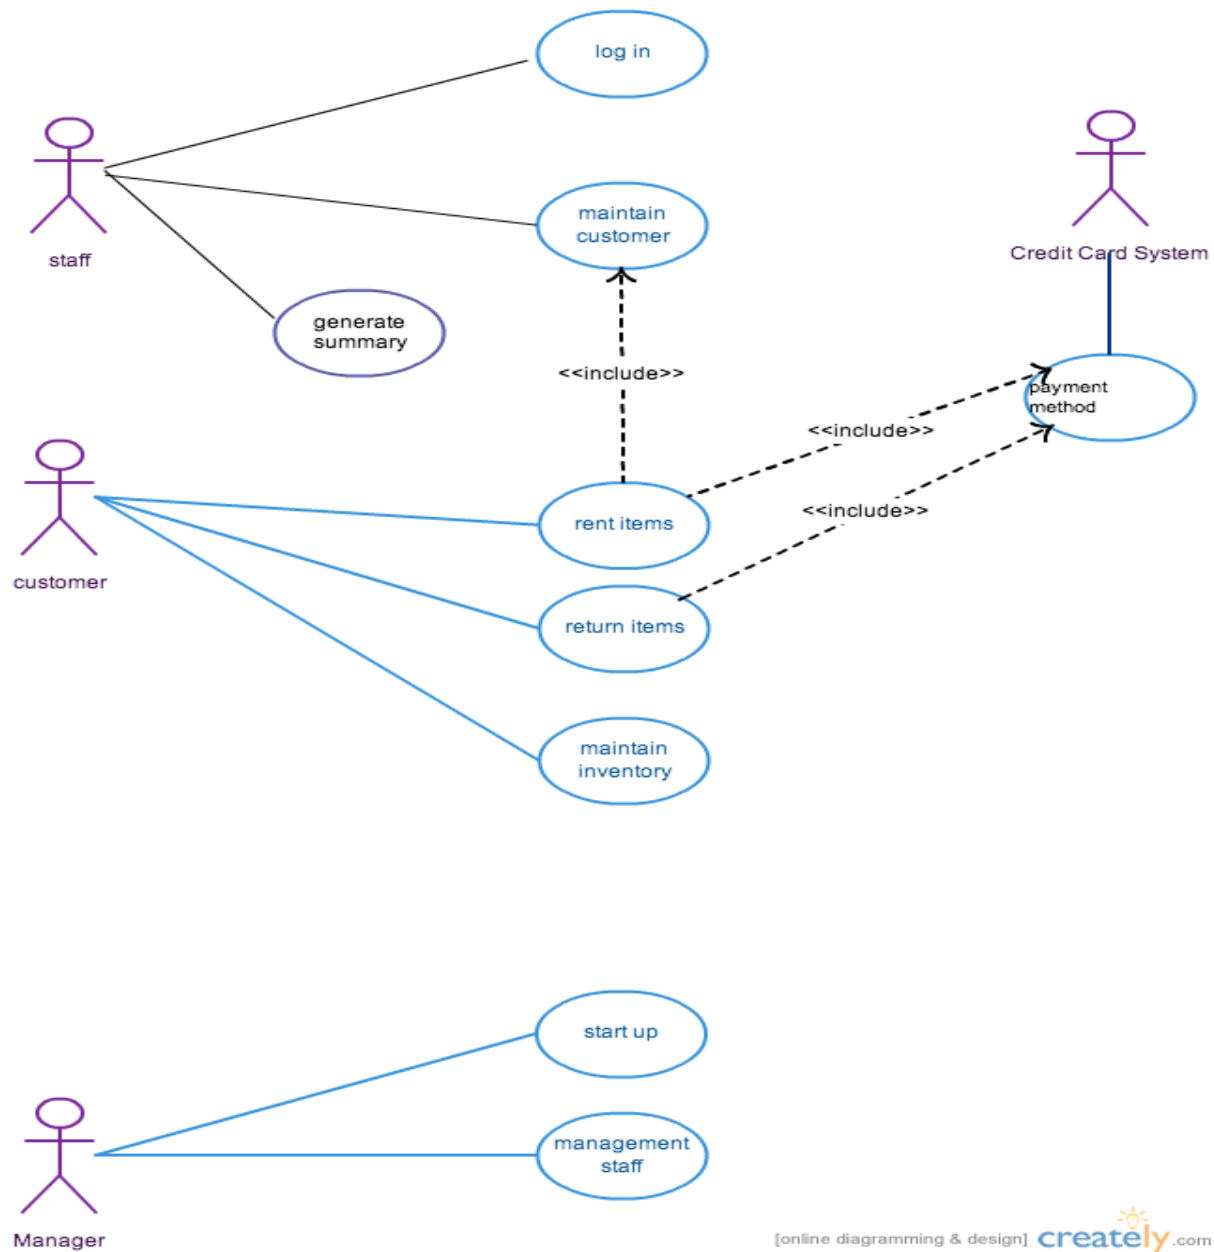 log in
staff
maintain
customer
Credit Card System
generate
summary
<<include>>
payment
method
<<include>>
<<include>>
customer
rent items
return items
maintain
inventory
start up
management
staff
Manager
[online diagramming & design] creately.com